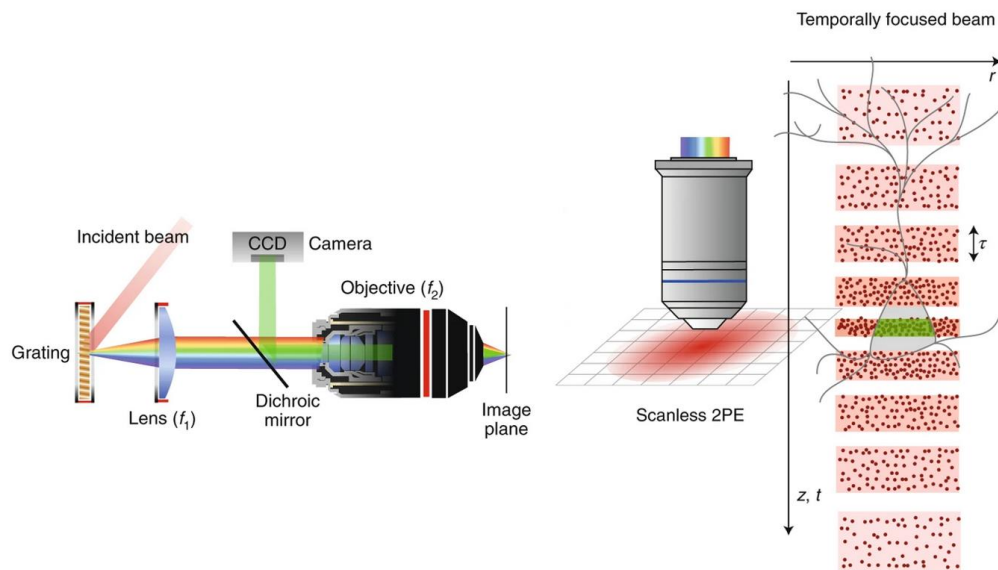 Temporally focused beam
r
Incident beam
CCD
Camera
Objective (f₂)
τ
Grating
Lens (f₁)
Dichroic
mirror
Image
plane
Scanless 2PE
z, t